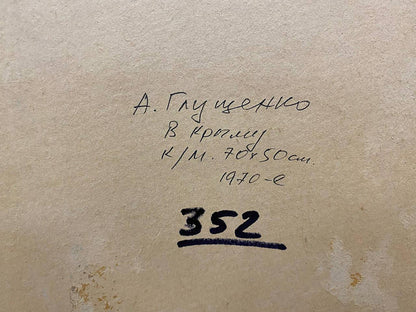 А. Глущенко
В Крыму
К/М. 70х50см.
1970-е
352